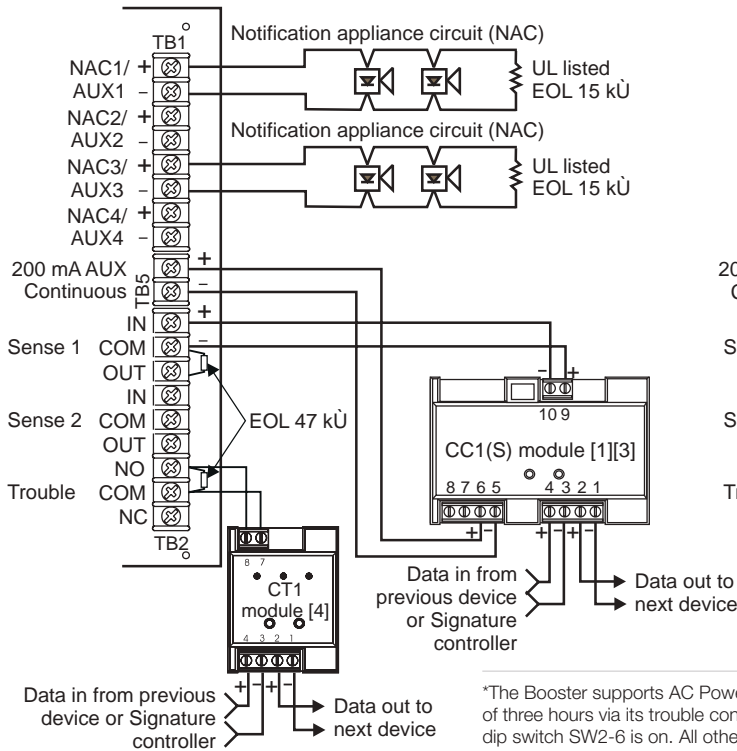 TB1
Notification appliance circuit (NAC)
NAC1/ +
AUX1 –
UL listed
EOL 15 kÙ
NAC2/ +
AUX2 –
Notification appliance circuit (NAC)
NAC3/ +
AUX3 –
UL listed
EOL 15 kÙ
NAC4/ +
AUX4 –
200 mA AUX
Continuous
TB5
+
–
+
–
IN
Sense 1 COM
OUT
IN
Sense 2 COM
OUT
EOL 47 kÙ
Trouble
NO
COM
NC
TB2
– +
10 9
CC1(S) module [1][3]
8 7 6 5 4 3 2 1
+ – + – + –
Data in from
previous device
or Signature
controller
Data out to
next device
8 7
CT1
module [4]
4 3 2 1
+ – + –
Data in from previous
device or Signature
controller
Data out to
next device
20
C
S
S
T
*The Booster supports AC Powe
of three hours via its trouble con
dip switch SW2-6 is on. All othe